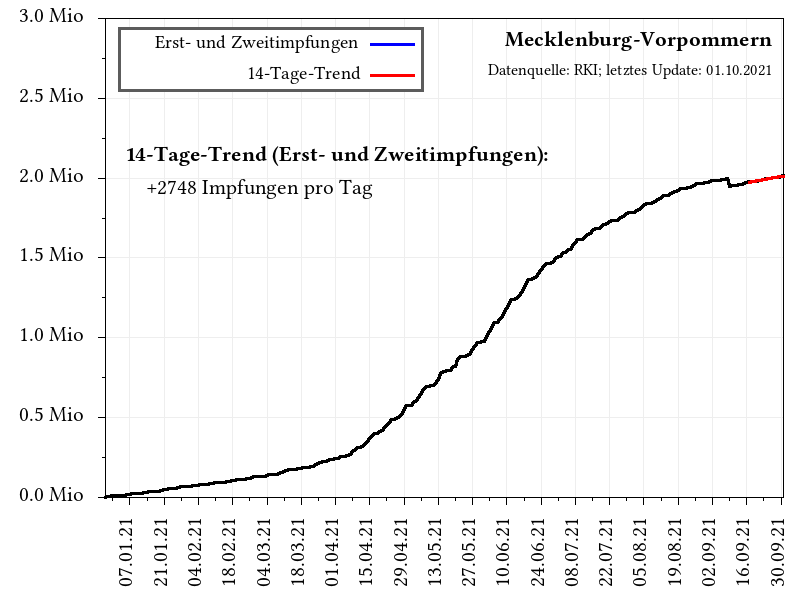 3.0 Mio
2.5 Mio
2.0 Mio
1.5 Mio
1.0 Mio
0.5 Mio
0.0 Mio
Erst- und Zweitimpfungen
14-Tage-Trend
Mecklenburg-Vorpommern
Datenquelle: RKI; letztes Update: 01.10.2021
14-Tage-Trend (Erst- und Zweitimpfungen):
+2748 Impfungen pro Tag
07.01.21
21.01.21
04.02.21
18.02.21
04.03.21
18.03.21
01.04.21
15.04.21
29.04.21
13.05.21
27.05.21
10.06.21
24.06.21
08.07.21
22.07.21
05.08.21
19.08.21
02.09.21
16.09.21
30.09.21